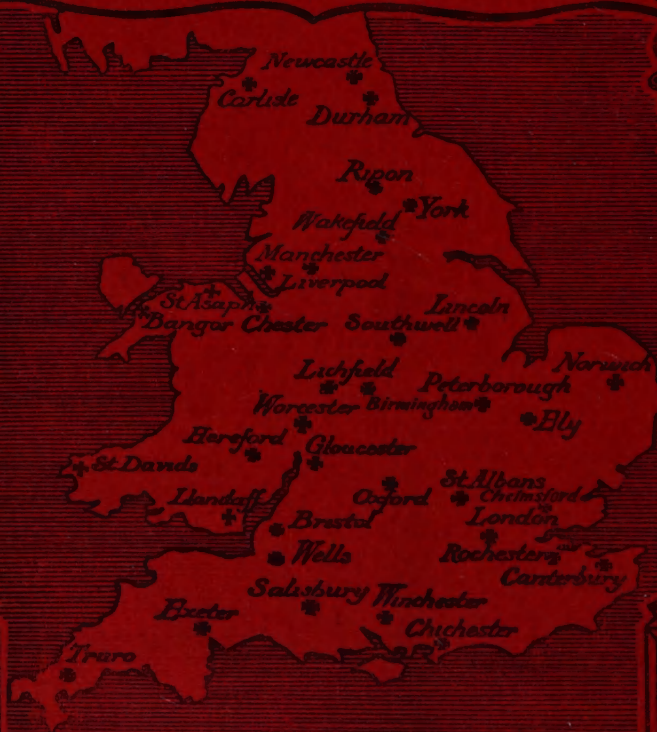 Newcastle
Carlisle
Durham
Ripon
York
Wakefield
Manchester
Liverpool
St Asaph
Lincoln
Bangor Chester Southwell
Norwich
Lichfield
Peterborough
Worcester Birmingham
Ely
Hereford Gloucester
St Davids
St Albans
Llandaff
Oxford
Chelmsford
Bristol
London
Wells
Rochester
Canterbury
Salisbury Winchester
Exeter
Chichester
Truro